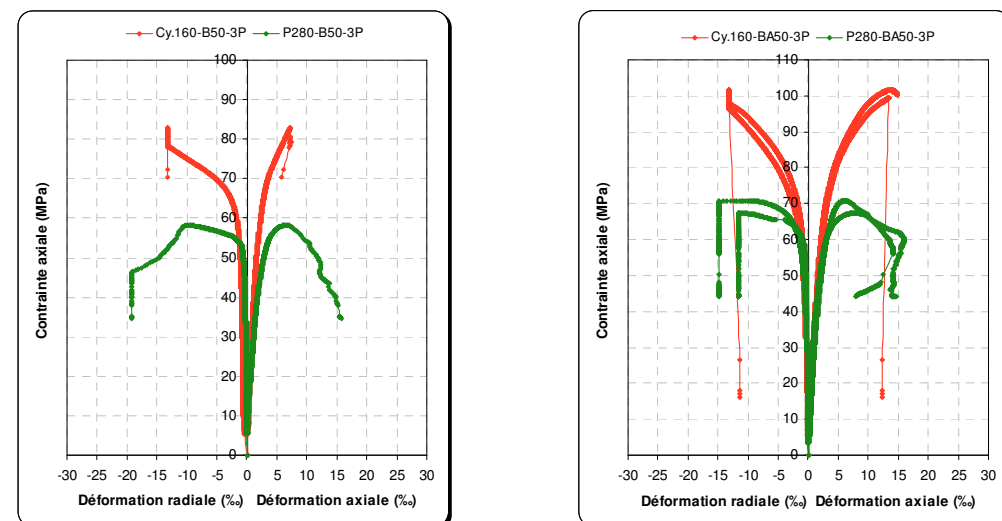 Cy.160-B50-3P P280-B50-3P
100
90
80
70
60
50
40
30
20
10
0
-30 -25 -20 -15 -10 -5 0 5 10 15 20 25 30
Contrainte axiale (MPa)
Déformation radiale (‰) Déformation axiale (‰)
Cy.160-BA50-3P P280-BA50-3P
110
100
90
80
70
60
50
40
30
20
10
0
-30 -25 -20 -15 -10 -5 0 5 10 15 20 25 30
Contrainte axiale (MPa)
Déformation radiale (‰) Déformation axiale (‰)